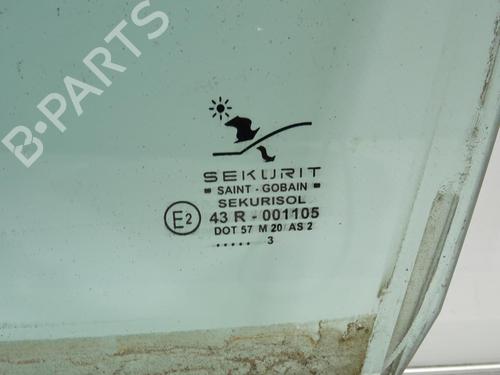 B-PARTS
SEKURIT
SAINT - GOBAIN
SEKURISOL
E2 43 R - 001105
DOT 57 M 20 AS 2
..... 3